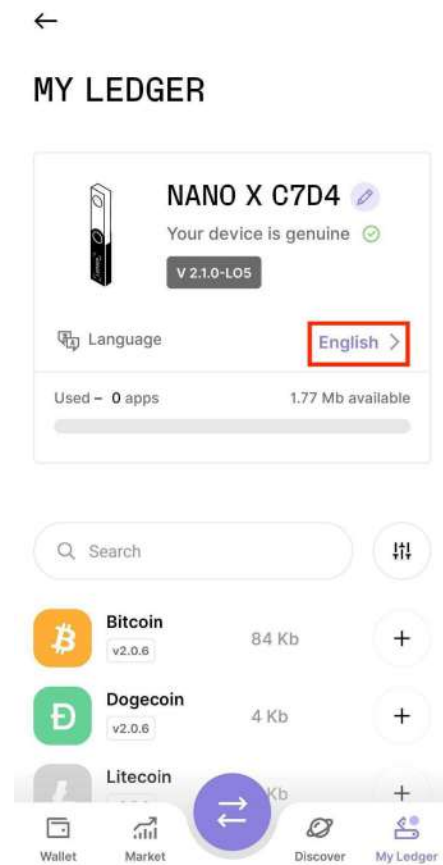 MY LEDGER
NANO X C7D4
Your device is genuine
V 2.1.0-LO5
Language
English
Used – 0 apps
1.77 Mb available
Search
Bitcoin
v2.0.6
84 Kb
Dogecoin
v2.0.6
4 Kb
Litecoin
Kb
Wallet
Market
Discover
My Ledger